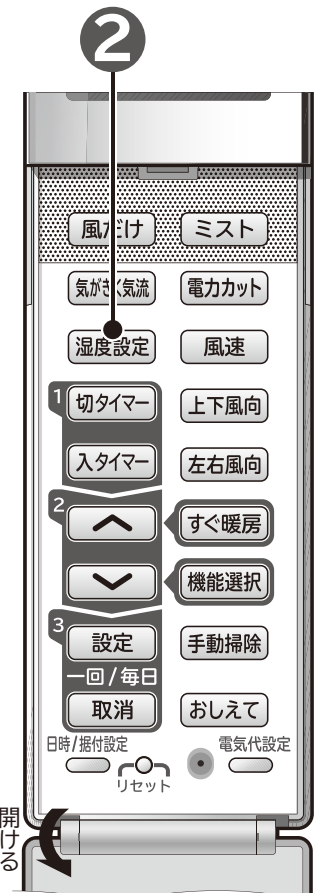 2
風だけ ミスト
気がきく気流 電力カット
湿度設定 風速
1 切タイマー 上下風向
入タイマー 左右風向
2 すぐ暖房
機能選択
3 設定 手動掃除
一回/毎日
取消 おしえて
日時/据付設定 電気代設定
リセット
開ける